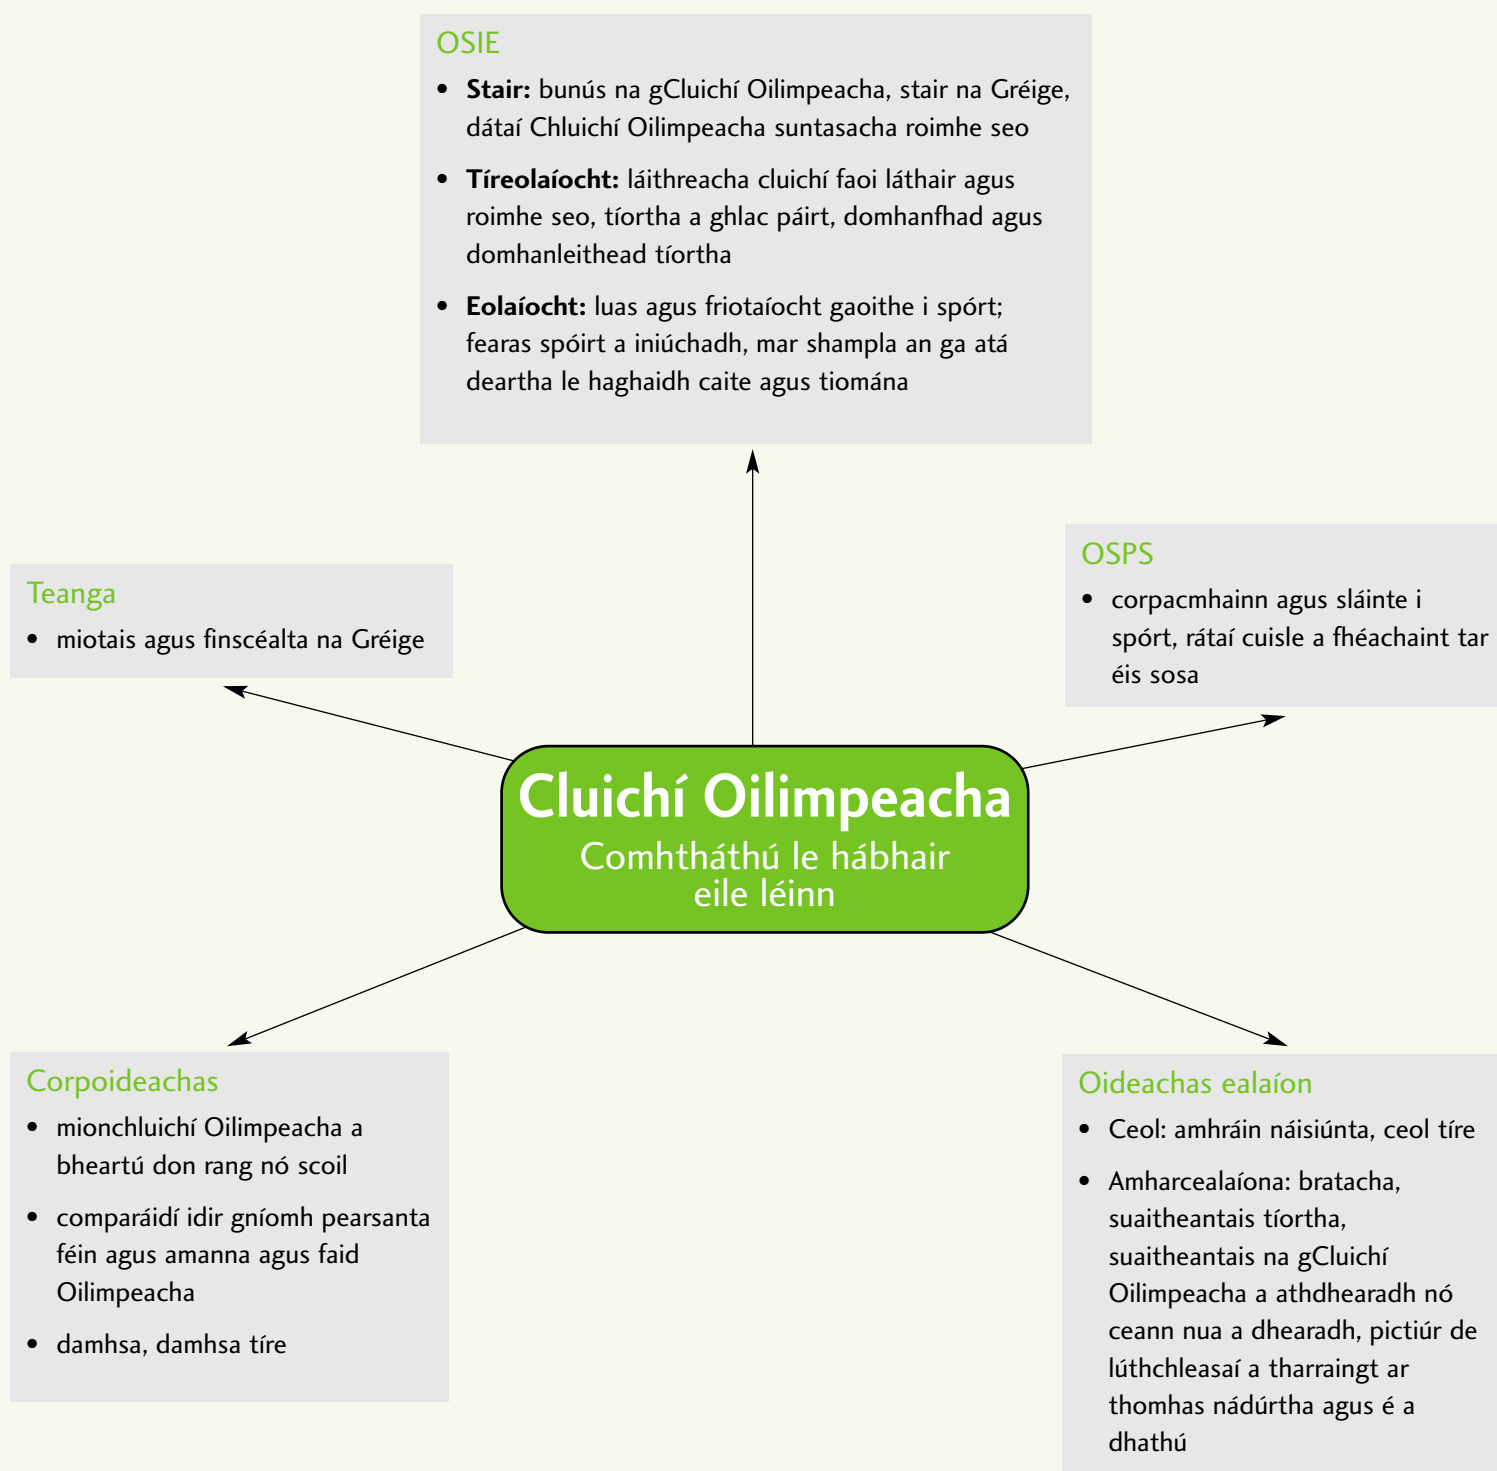 OSIE
• Stair: bunús na gCluichí Oilimpeacha, stair na Gréige,
dátaí Chluichí Oilimpeacha suntasacha roimhe seo
• Tíreolaíocht: láithreacha cluichí faoi láthair agus
roimhe seo, tíortha a ghlac páirt, domhanfhad agus
domhanleithead tíortha
• Eolaíocht: luas agus friotaíocht gaoithe i spórt;
fearas spóirt a iniúchadh, mar shampla an ga atá
deartha le haghaidh caite agus tiomána
Teanga
• miotais agus finscéalta na Gréige
OSPS
• corpacmhainn agus sláinte i
spórt, rátaí cuisle a fhéachaint tar
éis sosa
Cluichí Oilimpeacha
Comhtháthú le hábhair
eile léinn
Corpoideachas
• mionchluichí Oilimpeacha a
bheartú don rang nó scoil
• comparáidí idir gníomh pearsanta
féin agus amanna agus faid
Oilimpeacha
• damhsa, damhsa tíre
Oideachas ealaíon
• Ceol: amhráin náisiúnta, ceol tíre
• Amharcealaíona: bratacha,
suaitheantais tíortha,
suaitheantais na gCluichí
Oilimpeacha a athdhearadh nó
ceann nua a dhearadh, pictiúr de
lúthchleasaí a tharraingt ar
thomhas nádúrtha agus é a
dhathú